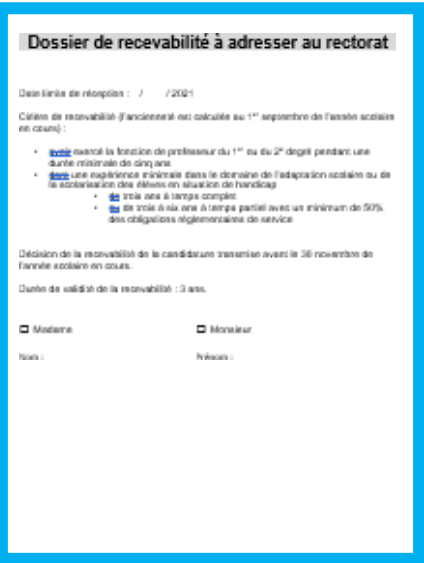 Dossier de recevabilité à adresser au rectorat
Date limite de réception : / / 2021
Critère de recevabilité (l'ancienneté est calculée au 1er septembre de l'année scolaire
en cours) :
• avoir exercé la fonction de professeur du 1er ou du 2e degré pendant une
durée minimale de cinq ans
• dont une expérience minimale dans le domaine de l'adaptation scolaire ou de
la scolarisation des élèves en situation de handicap
• de trois ans à temps complet
• ou de trois à six ans à temps partiel avec un minimum de 50%
des obligations réglementaires de service
Décision de la recevabilité de la candidature transmise avant le 30 novembre de
l'année scolaire en cours.
Durée de validité de la recevabilité : 3 ans.
☐ Madame ☐ Monsieur
Nom : Prénom :